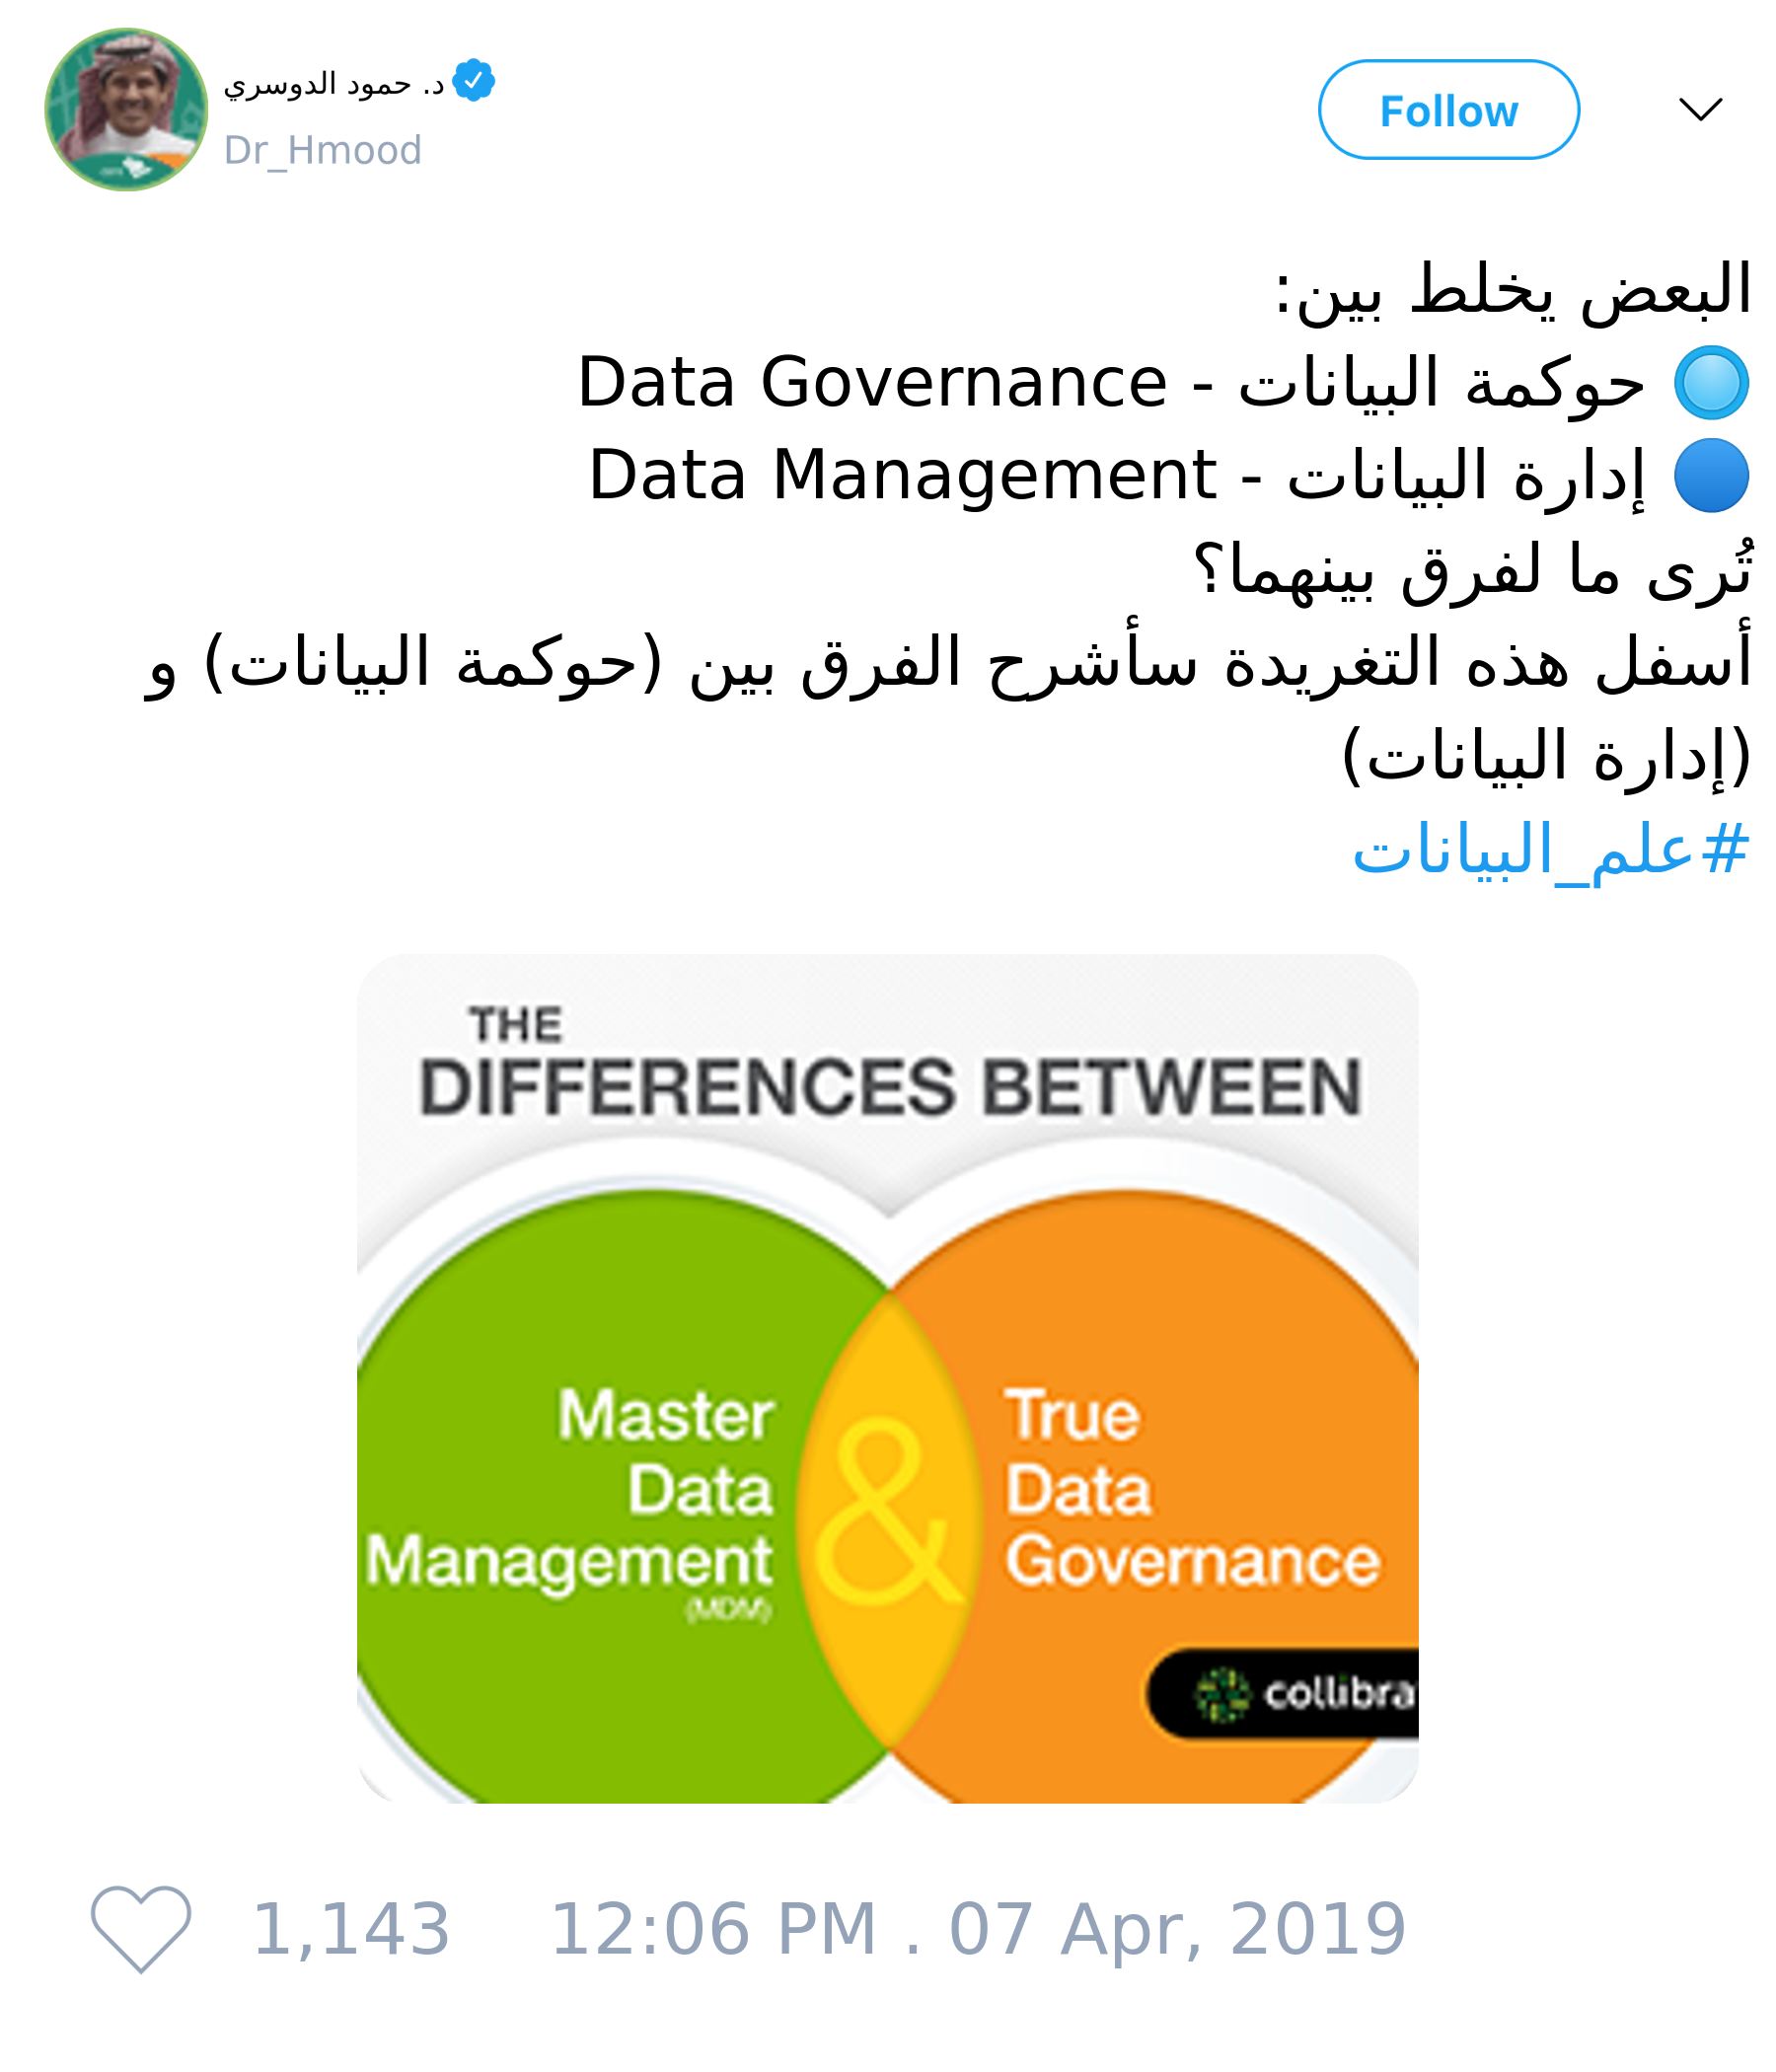 د. حمود الدوسري
Dr_Hmood
Follow
البعض يخلط بين:
🔵 حوكمة البيانات - Data Governance
🔵 إدارة البيانات - Data Management
تُرى ما لفرق بينهما؟
أسفل هذه التغريدة سأشرح الفرق بين (حوكمة البيانات) و
(إدارة البيانات)
#علم_البيانات
THE
DIFFERENCES BETWEEN
Master
Data
Management
(MDM)
&
True
Data
Governance
collibra
1,143 12:06 PM . 07 Apr, 2019